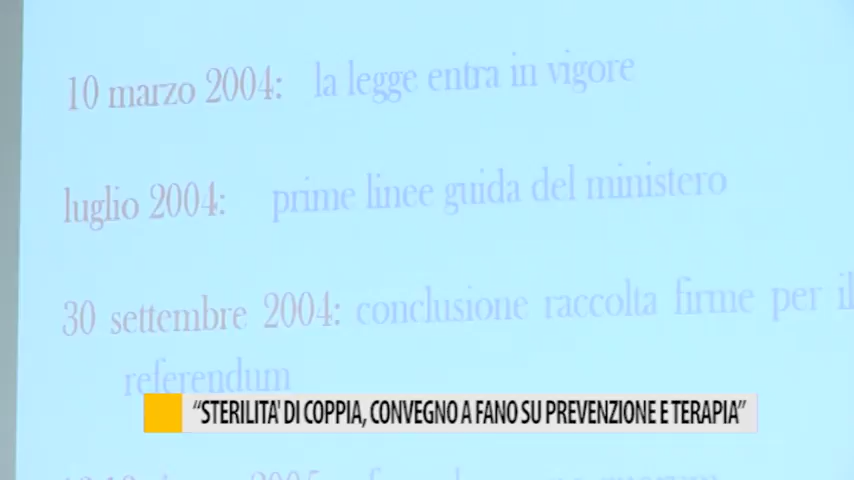 10 marzo 2004: la legge entra in vigore
luglio 2004: prime linee guida del ministero
30 settembre 2004: conclusione raccolta firme per il
referendum
“STERILITA' DI COPPIA, CONVEGNO A FANO SU PREVENZIONE E TERAPIA”
2005